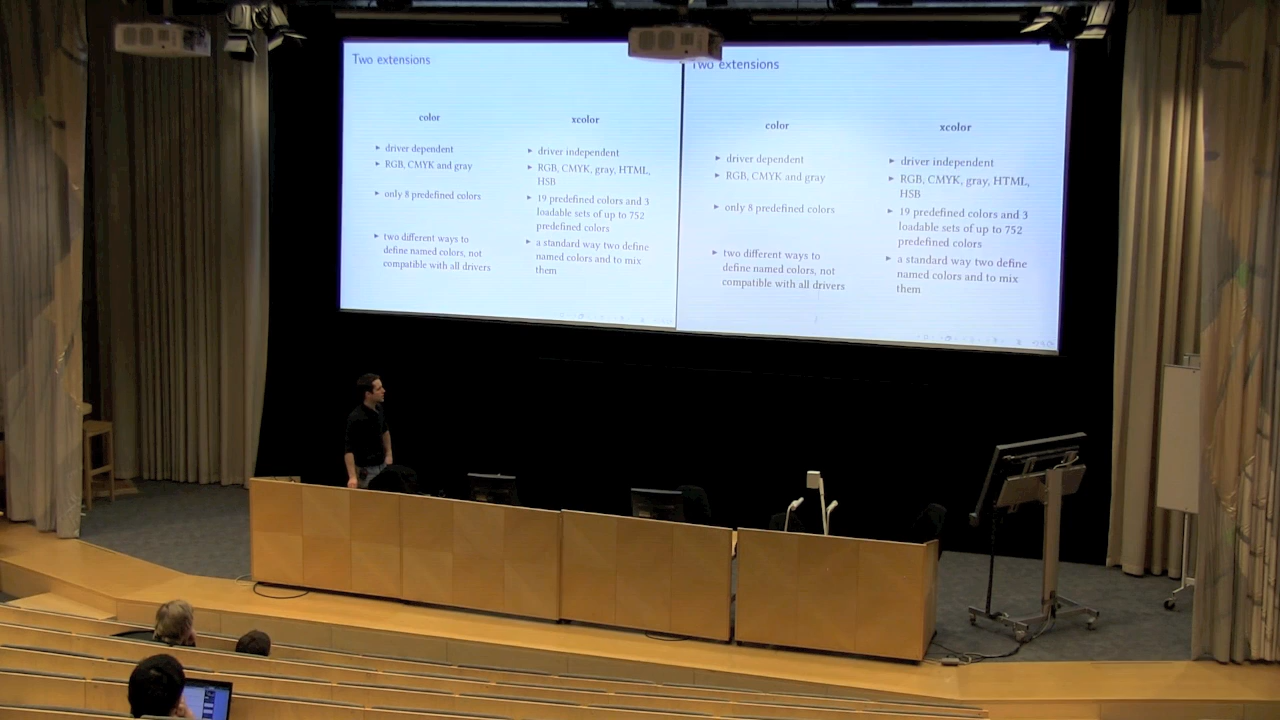 Two extensions
color
▸ driver dependent
▸ RGB, CMYK and gray
▸ only 8 predefined colors
▸ two different ways to
define named colors, not
compatible with all drivers
xcolor
▸ driver independent
▸ RGB, CMYK, gray, HTML,
HSB
▸ 19 predefined colors and 3
loadable sets of up to 752
predefined colors
▸ a standard way two define
named colors and to mix
them
Two extensions
color
▸ driver dependent
▸ RGB, CMYK and gray
▸ only 8 predefined colors
▸ two different ways to
define named colors, not
compatible with all drivers
xcolor
▸ driver independent
▸ RGB, CMYK, gray, HTML,
HSB
▸ 19 predefined colors and 3
loadable sets of up to 752
predefined colors
▸ a standard way two define
named colors and to mix
them